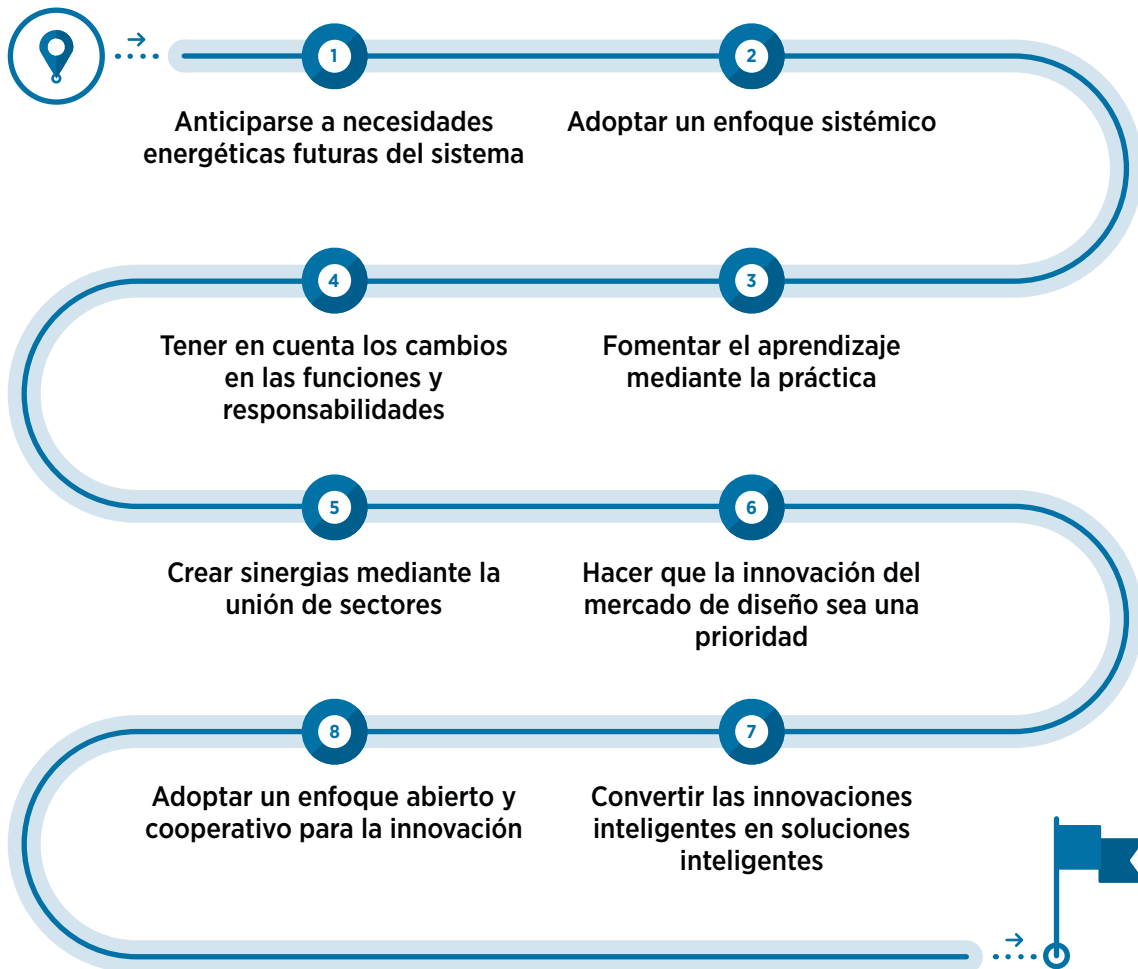 1
Anticiparse a necesidades
energéticas futuras del sistema
2
Adoptar un enfoque sistémico
3
Fomentar el aprendizaje
mediante la práctica
4
Tener en cuenta los cambios
en las funciones y
responsabilidades
5
Crear sinergias mediante la
unión de sectores
6
Hacer que la innovación del
mercado de diseño sea una
prioridad
7
Convertir las innovaciones
inteligentes en soluciones
inteligentes
8
Adoptar un enfoque abierto y
cooperativo para la innovación